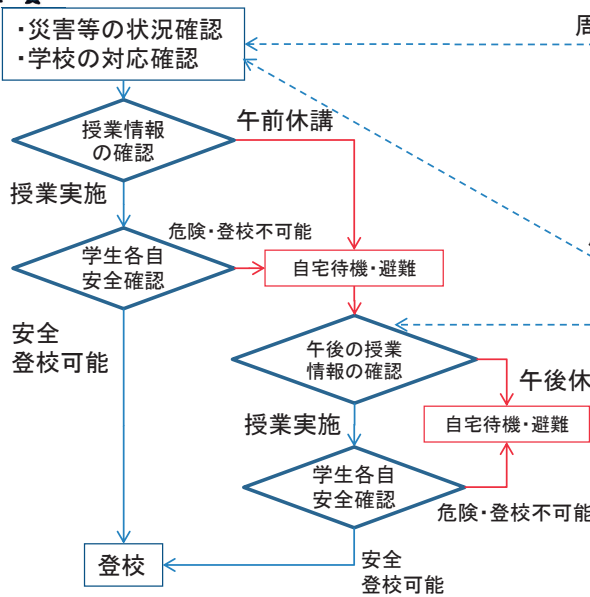 ・災害等の状況確認
・学校の対応確認
周
授業情報
の確認
午前休講
授業実施
危険・登校不可能
学生各自
安全確認
自宅待機・避難
安全
登校可能
午後の授業
情報の確認
午後休
授業実施
自宅待機・避難
学生各自
安全確認
危険・登校不可能
登校
安全
登校可能